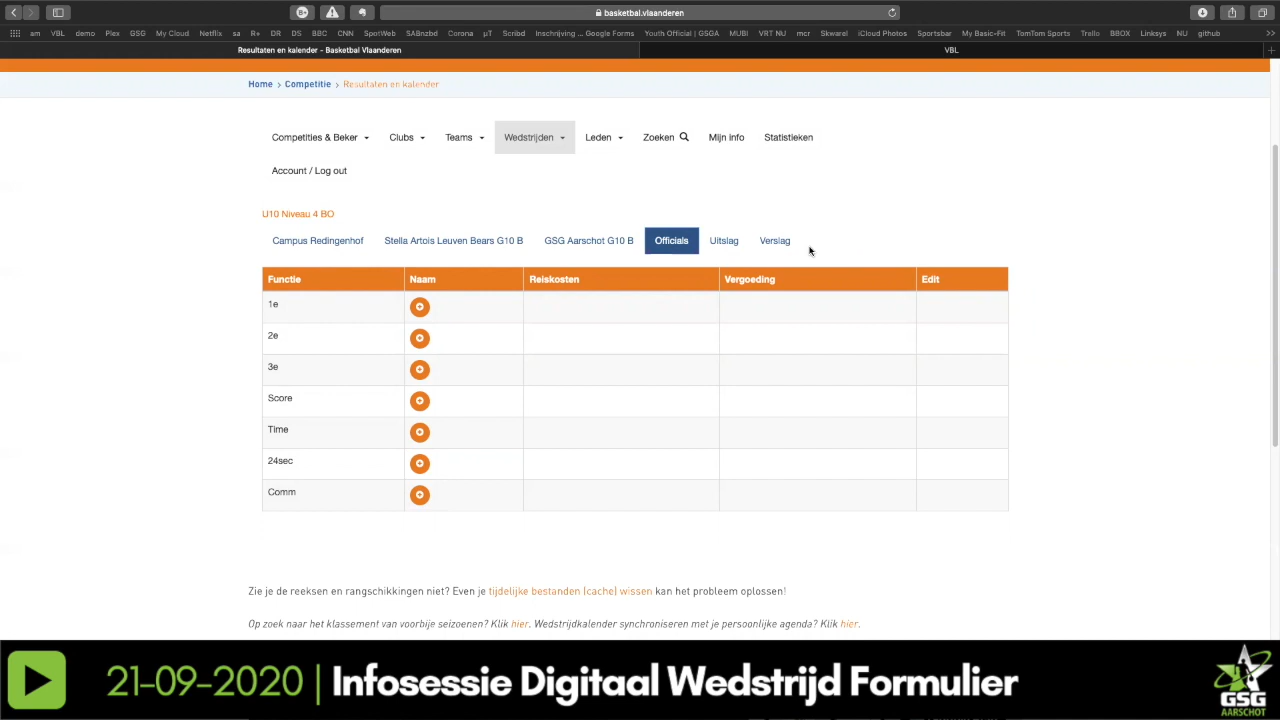 basketbal.vlaanderen
am VBL demo Plex GSG My Cloud Netflix sa R+ DR DS BBC CNN SpotWeb SABnzbd Corona µT Scribd Inschrijving ... Google Forms Youth Official | GSGA MUBI VRT NU mcr Skwarel iCloud Photos Sportsbar My Basic-Fit TomTom Sports Trello BBOX Linksys NU github
Resultaten en kalender - Basketbal Vlaanderen VBL
Home > Competitie > Resultaten en kalender
Competities & Beker Clubs Teams Wedstrijden Leden Zoeken Mijn info Statistieken
Account / Log out
U10 Niveau 4 BO
Campus Redingenhof Stella Artois Leuven Bears G10 B GSG Aarschot G10 B Officials Uitslag Verslag
Functie Naam Reiskosten Vergoeding Edit
1e
2e
3e
Score
Time
24sec
Comm
Zie je de reeksen en rangschikkingen niet? Even je tijdelijke bestanden (cache) wissen kan het probleem oplossen!
Op zoek naar het klassement van voorbije seizoenen? Klik hier. Wedstrijdkalender synchroniseren met je persoonlijke agenda? Klik hier.
21-09-2020 | Infosessie Digitaal Wedstrijd Formulier
GSG
AARSCHOT